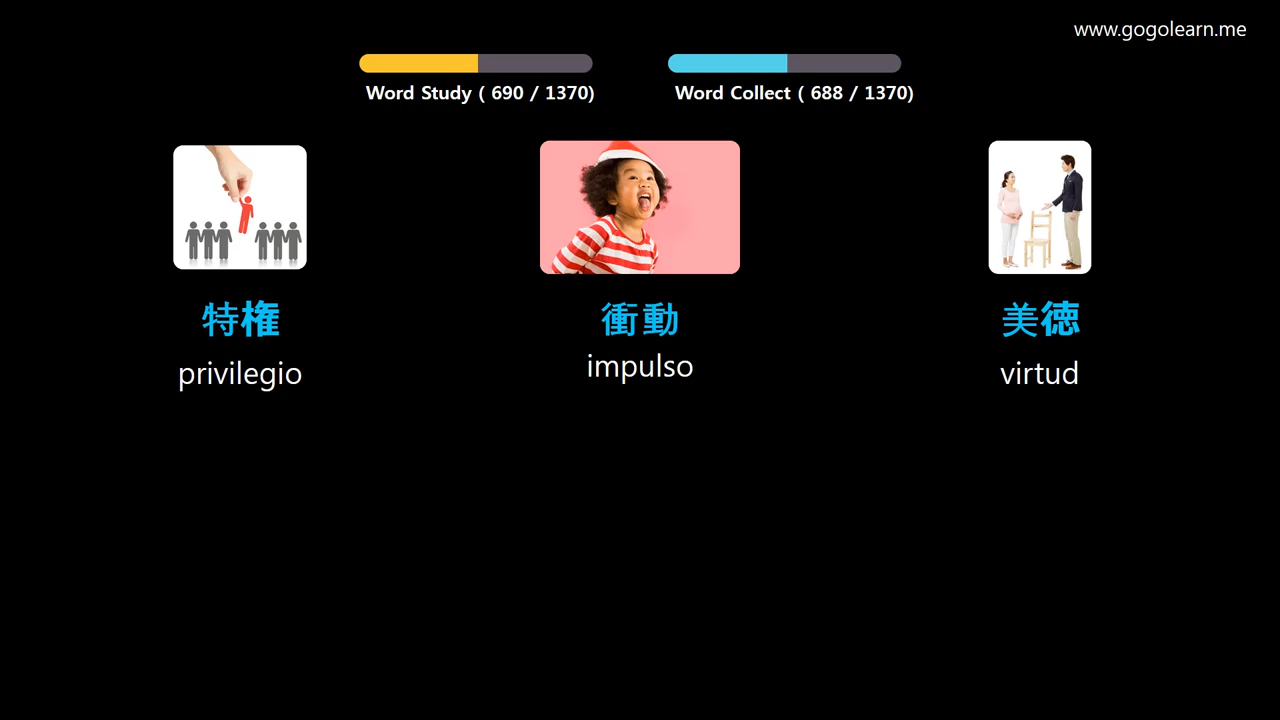 www.gogolearn.me
Word Study ( 690 / 1370)
Word Collect ( 688 / 1370)
特権
衝動
美徳
privilegio
impulso
virtud